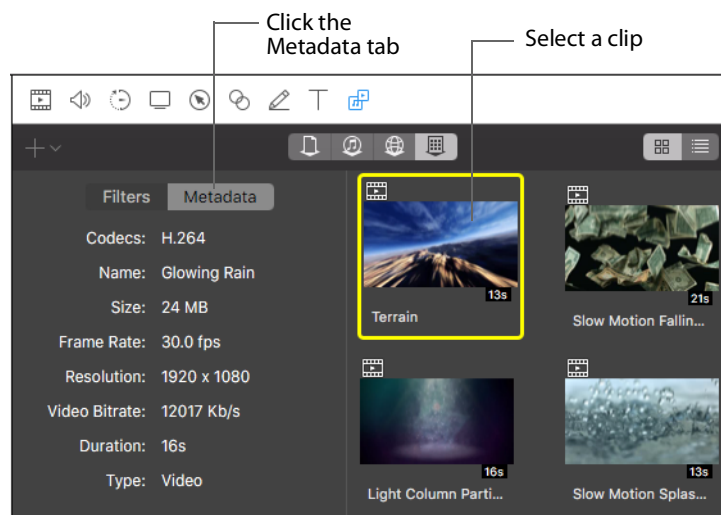 Click the
Metadata tab
Select a clip
Filters
Metadata
Codecs: H.264
Name: Glowing Rain
Size: 24 MB
Frame Rate: 30.0 fps
Resolution: 1920 x 1080
Video Bitrate: 12017 Kb/s
Duration: 16s
Type: Video
13s
Terrain
21s
Slow Motion Fallin...
16s
Light Column Parti...
13s
Slow Motion Splas...